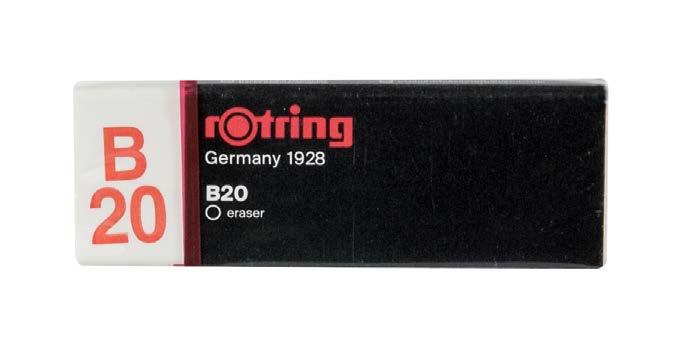 B
20
rotring
Germany 1928
B20
eraser